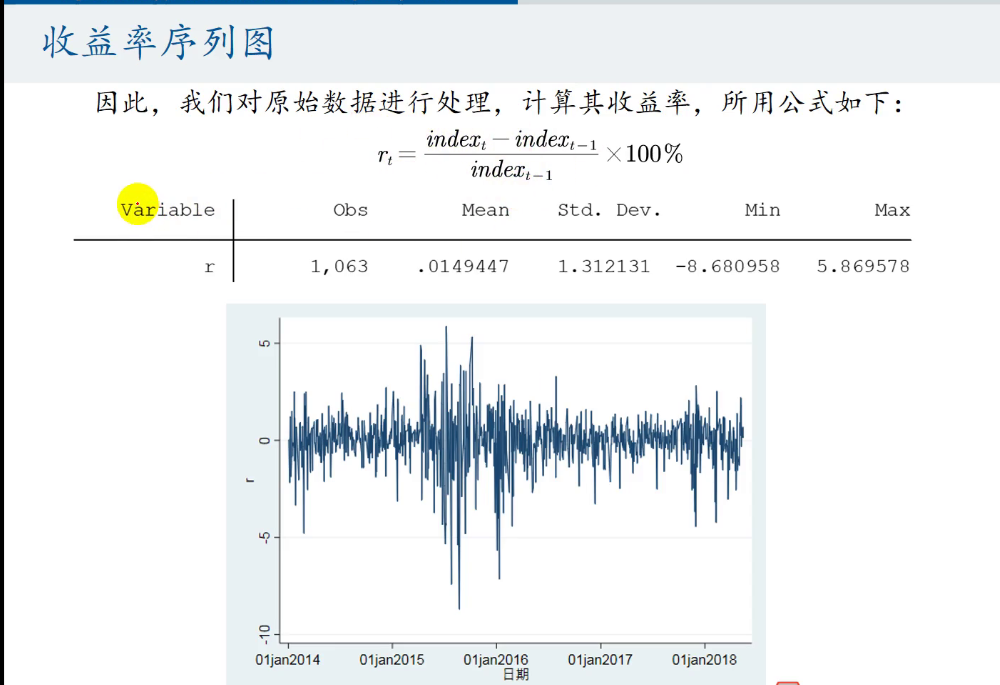 收益率序列图
因此，我们对原始数据进行处理，计算其收益率，所用公式如下：
r_t = (index_t − index_{t−1}) / index_{t−1} × 100%
Variable Obs Mean Std. Dev. Min Max
r 1,063 .0149447 1.312131 -8.680958 5.869578
5
0
-5
-10
r
01jan2014 01jan2015 01jan2016 01jan2017 01jan2018
日期